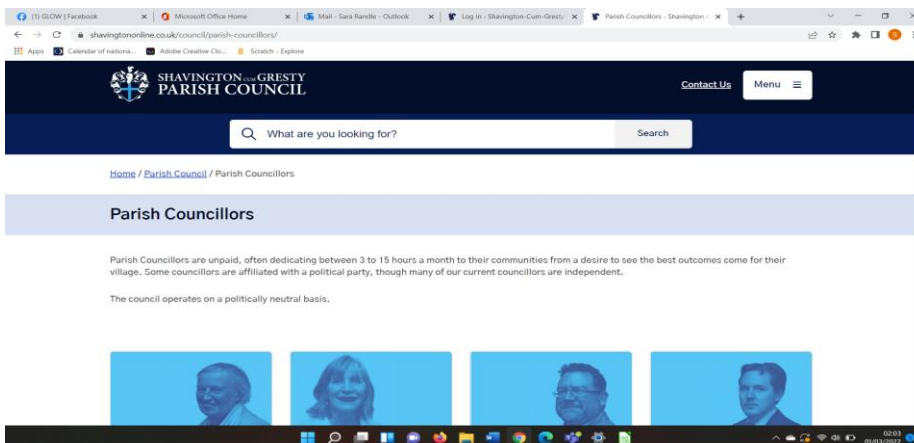 (1) GLOW | Facebook
Microsoft Office Home
Mail - Sara Randle - Outlook
Log In ‹ Shavington-Cum-Gresty
Parish Councillors - Shavington
shavingtononline.co.uk/council/parish-councillors/
Apps
Calendar of nationa...
Adobe Creative Clo...
Scratch - Explore
SHAVINGTON CUM GRESTY
PARISH COUNCIL
Contact Us
Menu
What are you looking for?
Search
Home / Parish Council / Parish Councillors
Parish Councillors
Parish Councillors are unpaid, often dedicating between 3 to 15 hours a month to their communities from a desire to see the best outcomes come for their
village. Some councillors are affiliated with a political party, though many of our current councillors are independent.
The council operates on a politically neutral basis.
02:03
01/03/2022